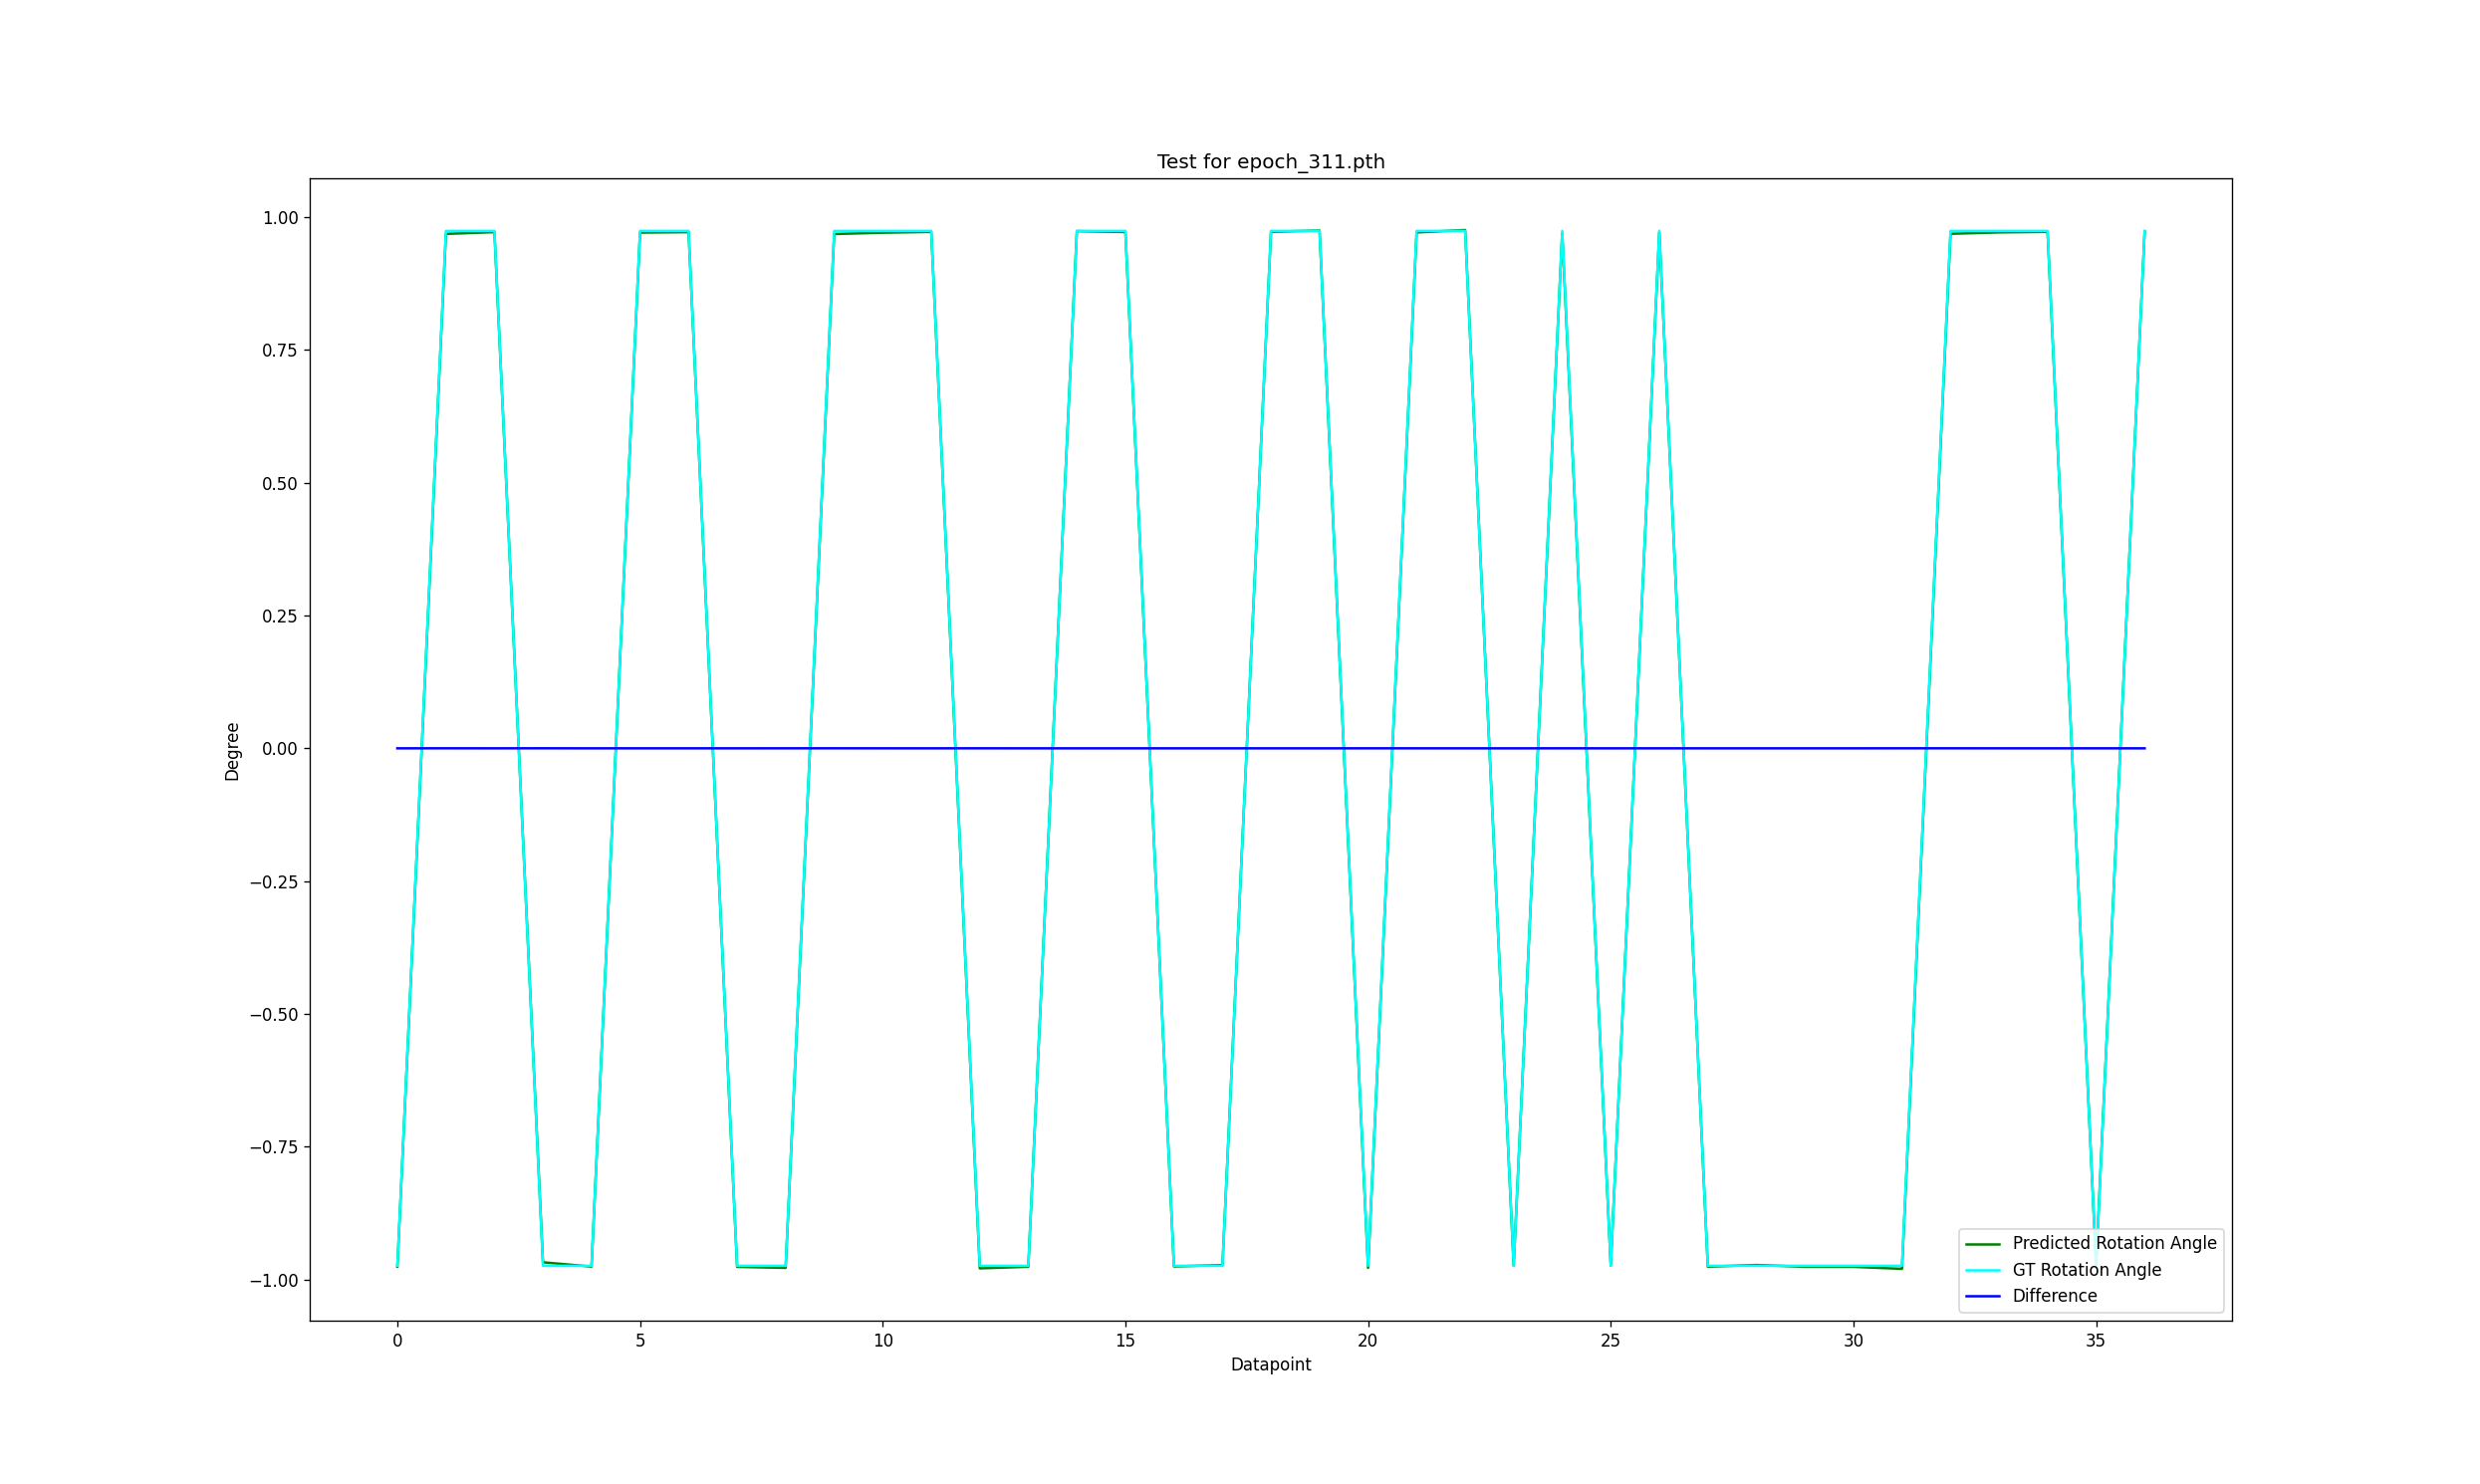 Test for epoch_311.pth
1.00
0.75
0.50
0.25
0.00
−0.25
−0.50
−0.75
−1.00
Degree
0 5 10 15 20 25 30 35
Datapoint
Predicted Rotation Angle
GT Rotation Angle
Difference